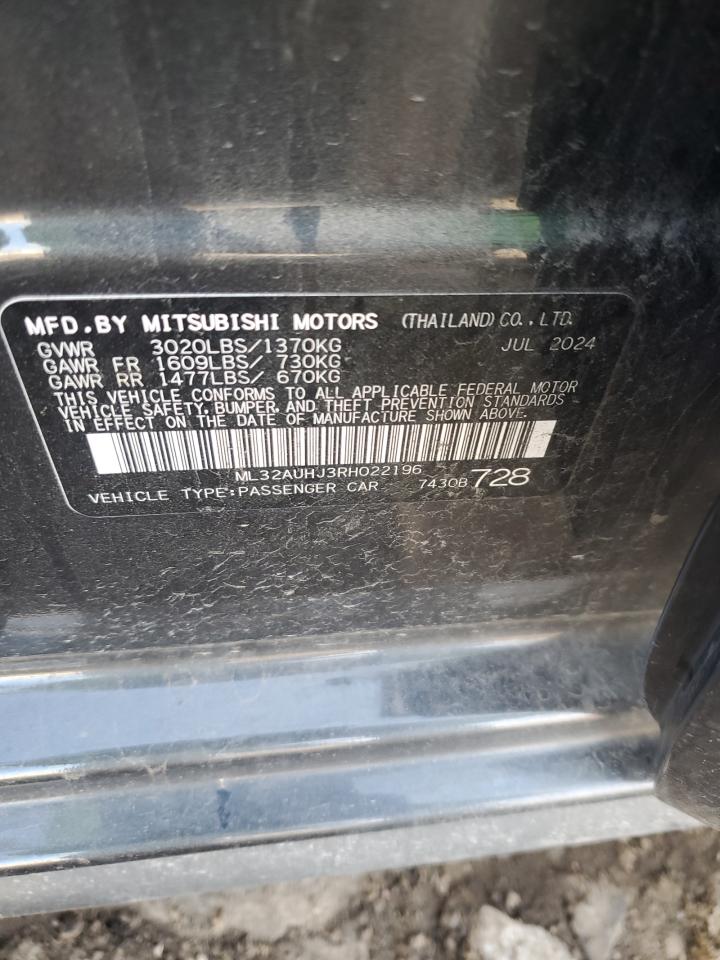 MFD.BY MITSUBISHI MOTORS (THAILAND) CO.,LTD.
GVWR 3020LBS/1370KG JUL 2024
GAWR FR 1609LBS/ 730KG
GAWR RR 1477LBS/ 670KG
THIS VEHICLE CONFORMS TO ALL APPLICABLE FEDERAL MOTOR
VEHICLE SAFETY, BUMPER, AND THEFT PREVENTION STANDARDS
IN EFFECT ON THE DATE OF MANUFACTURE SHOWN ABOVE.
ML32AUHJ3RH022196
VEHICLE TYPE:PASSENGER CAR 7430B 728